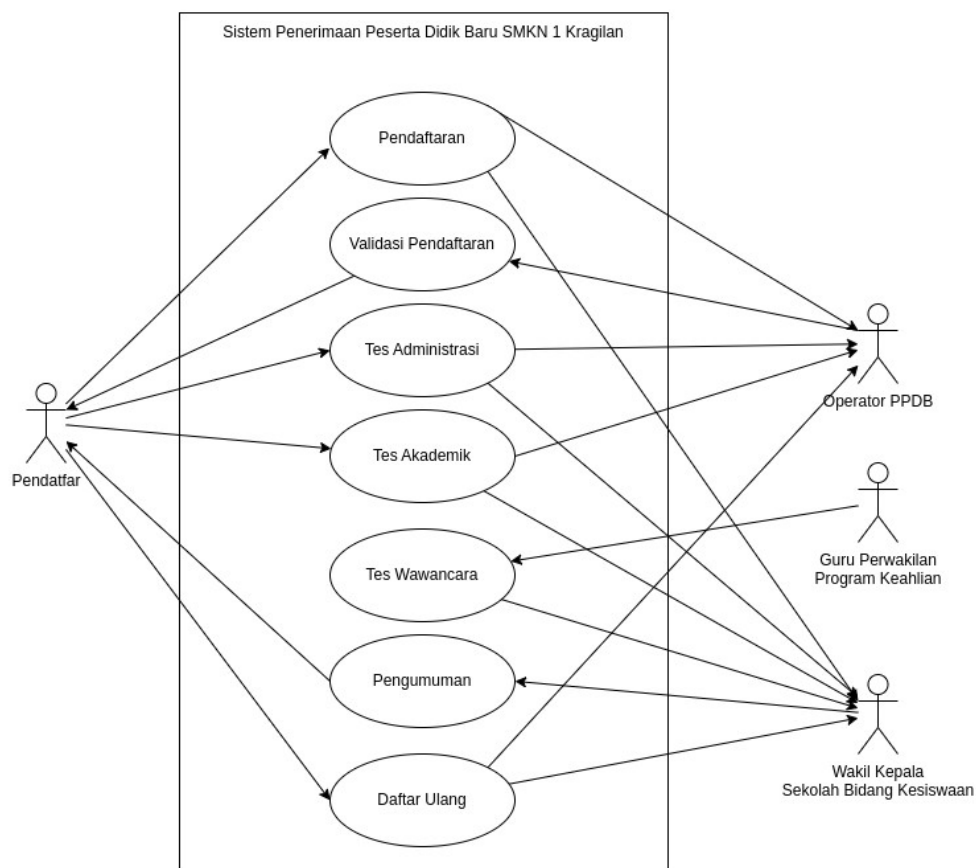 Sistem Penerimaan Peserta Didik Baru SMKN 1 Kragilan
Pendaftaran
Validasi Pendaftaran
Tes Administrasi
Operator PPDB
Tes Akademik
Pendatfar
Tes Wawancara
Guru Perwakilan
Program Keahlian
Pengumuman
Wakil Kepala
Sekolah Bidang Kesiswaan
Daftar Ulang